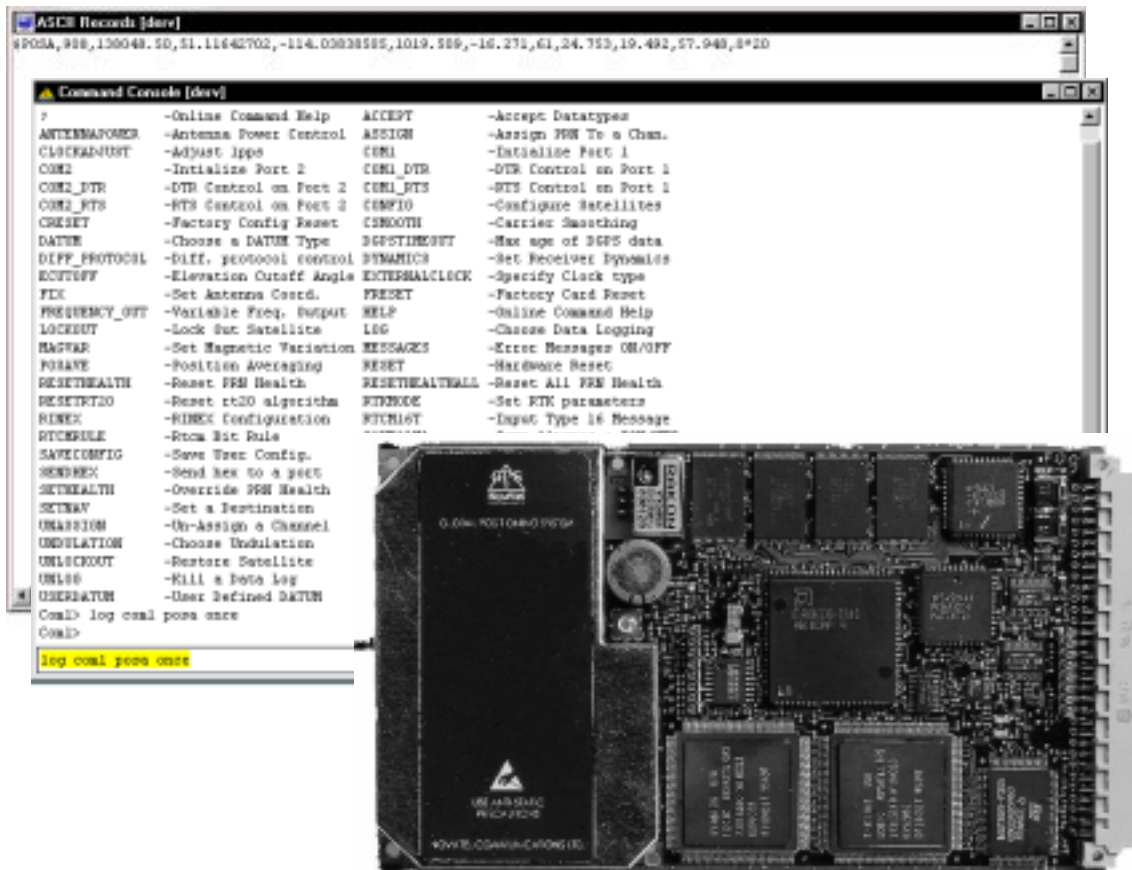 ASCII Records [derv]
$POSA,988,138048.50,51.11642702,-114.03838585,1019.589,-16.271,61,24.753,19.492,57.948,8*20
Command Console [derv]
? -Online Command Help ACCEPT -Accept Datatypes
ANTENNAPOWER -Antenna Power Control ASSIGN -Assign PRN To a Chan.
CLOCKADJUST -Adjust 1pps COM1 -Intialize Port 1
COM2 -Intialize Port 2 COM1_DTR -DTR Control on Port 1
COM2_DTR -DTR Control on Port 2 COM1_RTS -RTS Control on Port 1
COM2_RTS -RTS Control on Port 2 CONFIG -Configure Satellites
CRESET -Factory Config Reset CSMOOTH -Carrier Smoothing
DATUM -Choose a DATUM Type DGPSTIMEOUT -Max age of DGPS data
DIFF_PROTOCOL -Diff. protocol control DYNAMICS -Set Receiver Dynamics
ECUTOFF -Elevation Cutoff Angle EXTERNALCLOCK -Specify Clock type
FIX -Set Antenna Coord. FRESET -Factory Card Reset
FREQUENCY_OUT -Variable Freq. Output HELP -Online Command Help
LOCKOUT -Lock Out Satellite LOG -Choose Data Logging
MAGVAR -Set Magnetic Variation MESSAGES -Error Messages ON/OFF
POSAVE -Position Averaging RESET -Hardware Reset
RESETHEALTH -Reset PRN Health RESETHEALTHALL -Reset All PRN Health
RESETRT20 -Reset rt20 algorithm RTKMODE -Set RTK parameters
RINEX -RINEX Configuration RTCM16T -Input Type 16 Message
RTCMRULE -Rtcm Bit Rule
SAVECONFIG -Save User Config.
SENDHEX -Send hex to a port
SETHEALTH -Override PRN Health
SETNAV -Set a Destination
UNASSIGN -Un-Assign a Channel
UNDULATION -Choose Undulation
UNLOCKOUT -Restore Satellite
UNLOG -Kill a Data Log
USERDATUM -User Defined DATUM
Com1> log com1 posa once
Com1>
log com1 posa once
NovAtel
GLOBAL POSITIONING SYSTEM
USE ANTI-STATIC
PRECAUTIONS
NOVATEL COMMUNICATIONS LTD.